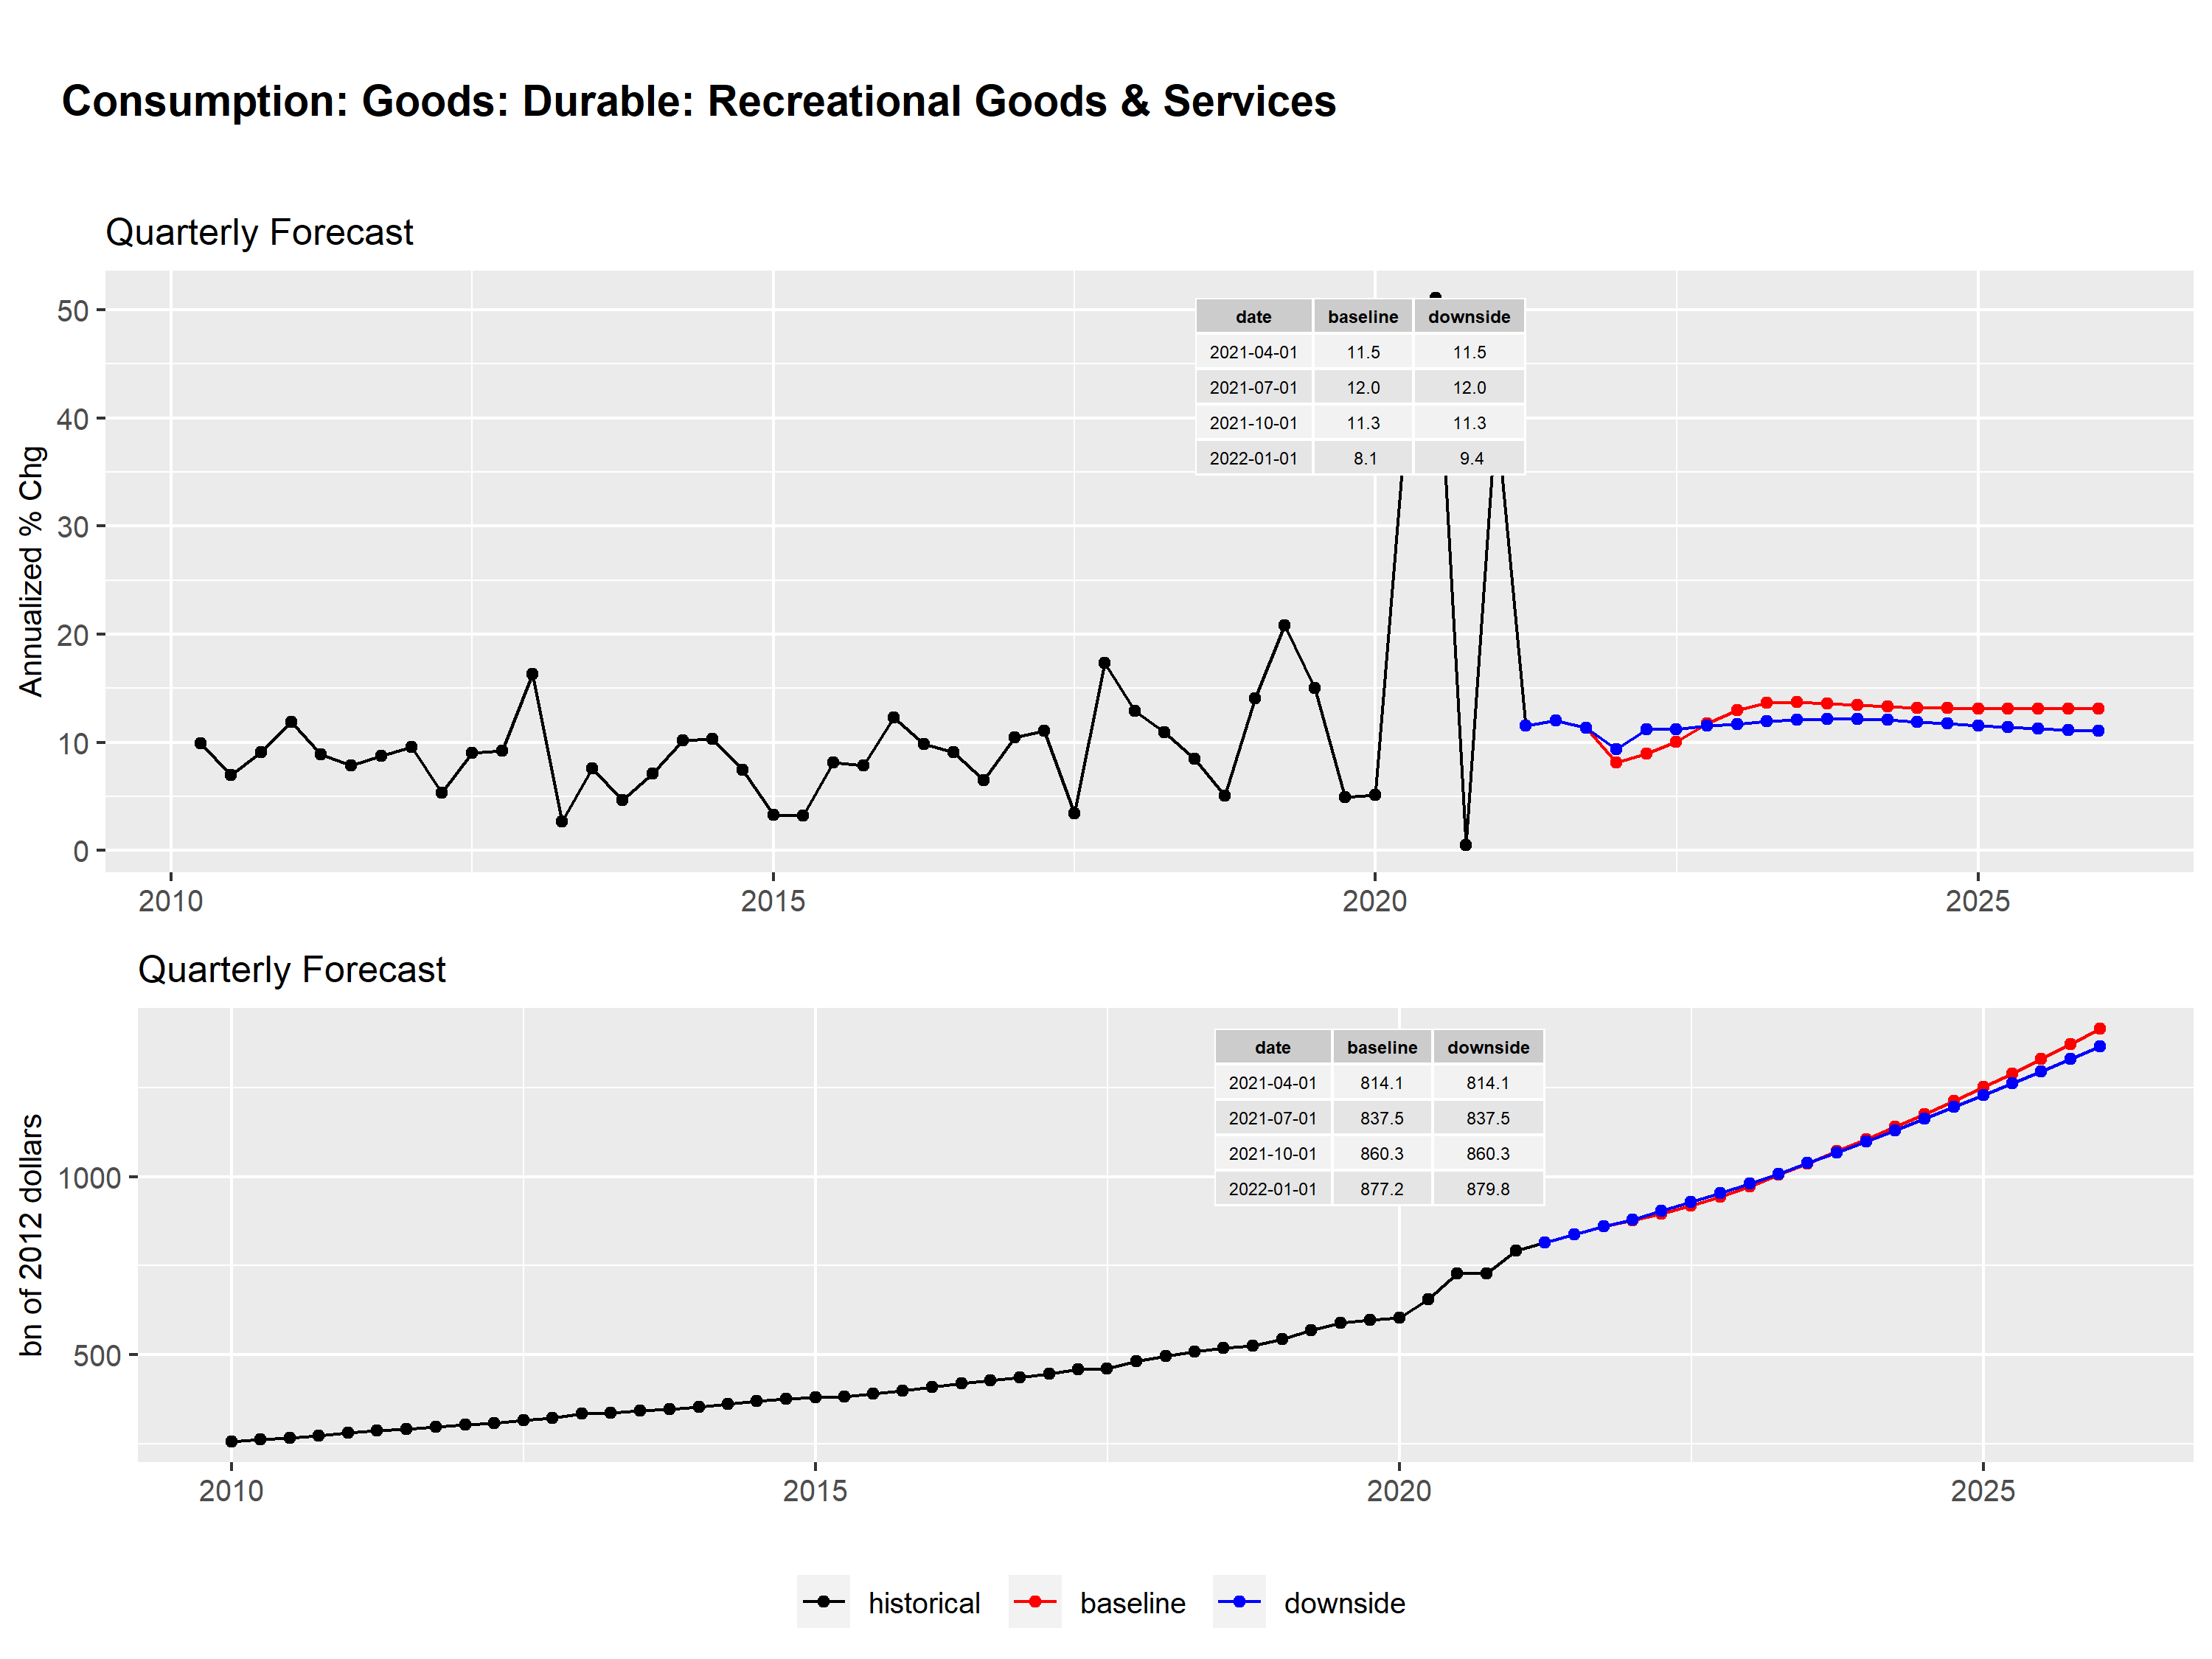 Consumption: Goods: Durable: Recreational Goods & Services
Quarterly Forecast
Annualized % Chg
50
40
30
20
10
0
date baseline downside
2021-04-01 11.5 11.5
2021-07-01 12.0 12.0
2021-10-01 11.3 11.3
2022-01-01 8.1 9.4
2010 2015 2020 2025
Quarterly Forecast
bn of 2012 dollars
1000
500
date baseline downside
2021-04-01 814.1 814.1
2021-07-01 837.5 837.5
2021-10-01 860.3 860.3
2022-01-01 877.2 879.8
2010 2015 2020 2025
historical baseline downside